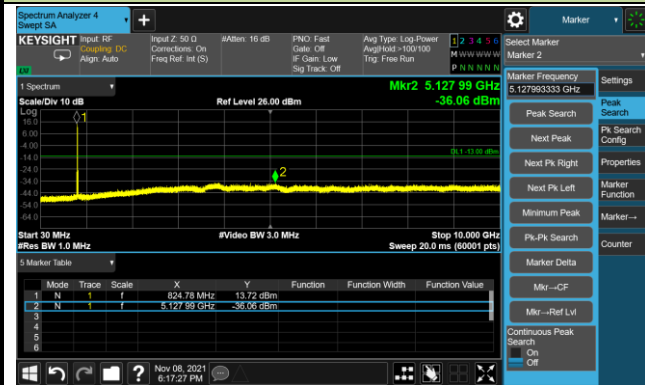 Spectrum Analyzer 4
Swept SA
+
Marker
KEYSIGHT Input: RF
Coupling: DC
Align: Auto
Input Z: 50 Ω
Corrections: On
Freq Ref: Int (S)
#Atten: 16 dB
PNO: Fast
Gate: Off
IF Gain: Low
Sig Track: Off
Avg Type: Log-Power
Avg|Hold:>100/100
Trig: Free Run
1 2 3 4 5 6
M W W W W W
P N N N N N
Select Marker
Marker 2
1 Spectrum
Mkr2 5.127 99 GHz
-36.06 dBm
Scale/Div 10 dB
Ref Level 26.00 dBm
Log
16.0
6.00
-4.00
-14.0
-24.0
-34.0
-44.0
-54.0
-64.0
1
DL1 -13.00 dBm
2
Start 30 MHz
#Res BW 1.0 MHz
#Video BW 3.0 MHz
Stop 10.000 GHz
Sweep 20.0 ms (60001 pts)
Marker Frequency
5.127993333 GHz
Peak Search
Next Peak
Next Pk Right
Next Pk Left
Minimum Peak
Pk-Pk Search
Marker Delta
Mkr→CF
Mkr→Ref Lvl
Continuous Peak
Search
On
Off
Settings
Peak
Search
Pk Search
Config
Properties
Marker
Function
Marker→
Counter
5 Marker Table
Mode Trace Scale X Y Function Function Width Function Value
1 N 1 f 824.78 MHz 13.72 dBm
2 N 1 f 5.127 99 GHz -36.06 dBm
3
4
5
6
?
Nov 08, 2021
6:17:27 PM